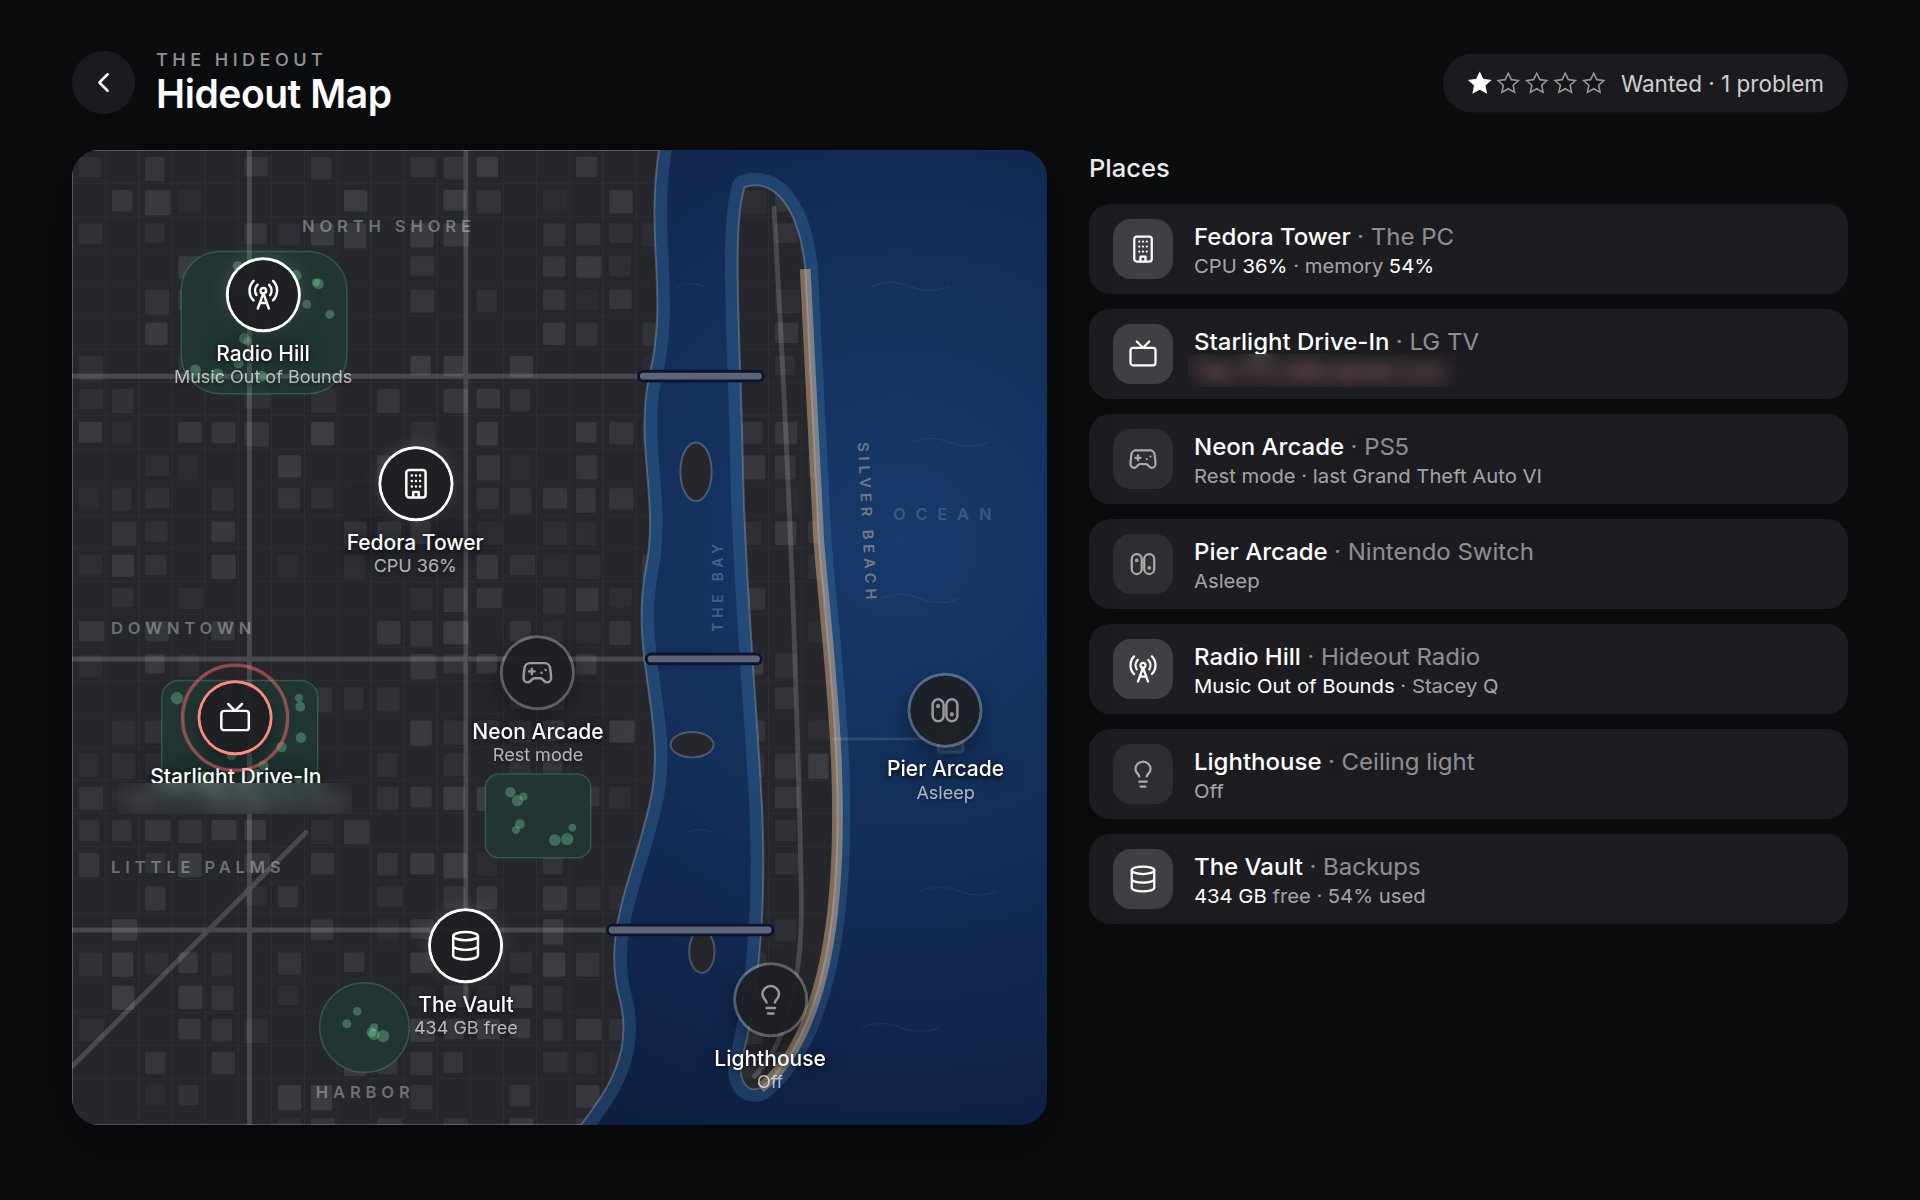 THE HIDEOUT
Hideout Map
Wanted · 1 problem
NORTH SHORE
Radio Hill
Music Out of Bounds
Fedora Tower
CPU 36%
SILVER BEACH
OCEAN
THE BAY
DOWNTOWN
Neon Arcade
Rest mode
Starlight Drive-In
Pier Arcade
Asleep
LITTLE PALMS
The Vault
434 GB free
HARBOR
Lighthouse
Off
Places
Fedora Tower · The PC
CPU 36% · memory 54%
Starlight Drive-In · LG TV
Neon Arcade · PS5
Rest mode · last Grand Theft Auto VI
Pier Arcade · Nintendo Switch
Asleep
Radio Hill · Hideout Radio
Music Out of Bounds · Stacey Q
Lighthouse · Ceiling light
Off
The Vault · Backups
434 GB free · 54% used